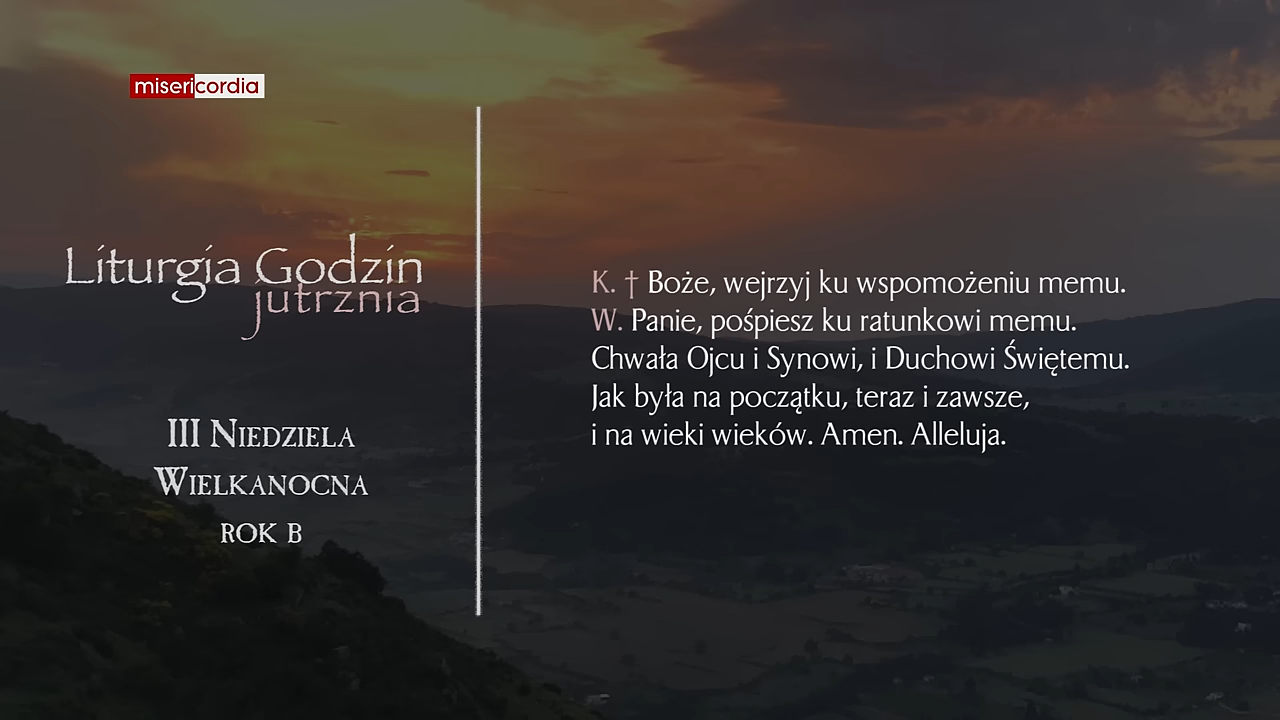 misericordia
Liturgia Godzin
jutrznia
III Niedziela
Wielkanocna
rok B
K. † Boże, wejrzyj ku wspomożeniu memu.
W. Panie, pośpiesz ku ratunkowi memu.
Chwała Ojcu i Synowi, i Duchowi Świętemu.
Jak była na początku, teraz i zawsze,
i na wieki wieków. Amen. Alleluja.